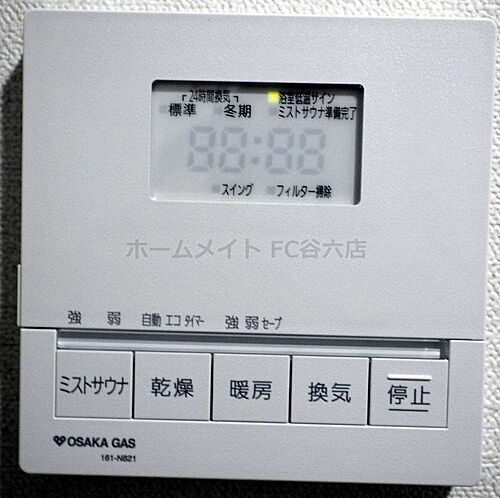 24時間換気
浴室低温サイン
標準 冬期 ミストサウナ準備完了
88:88
スイング フィルター掃除
ホームメイト FC谷六店
強 弱 自動 エコ タイマー 強 弱 セーブ
ミストサウナ 乾燥 暖房 換気 停止
OSAKA GAS
161-N621